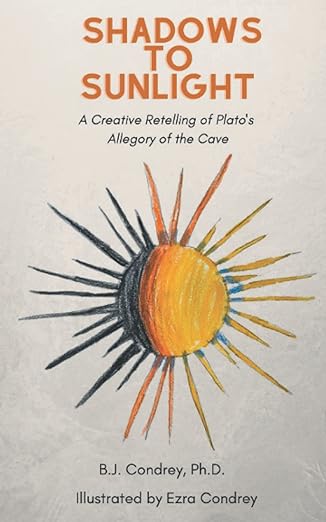 SHADOWS
TO
SUNLIGHT
A Creative Retelling of Plato's
Allegory of the Cave
B.J. Condrey, Ph.D.
Illustrated by Ezra Condrey